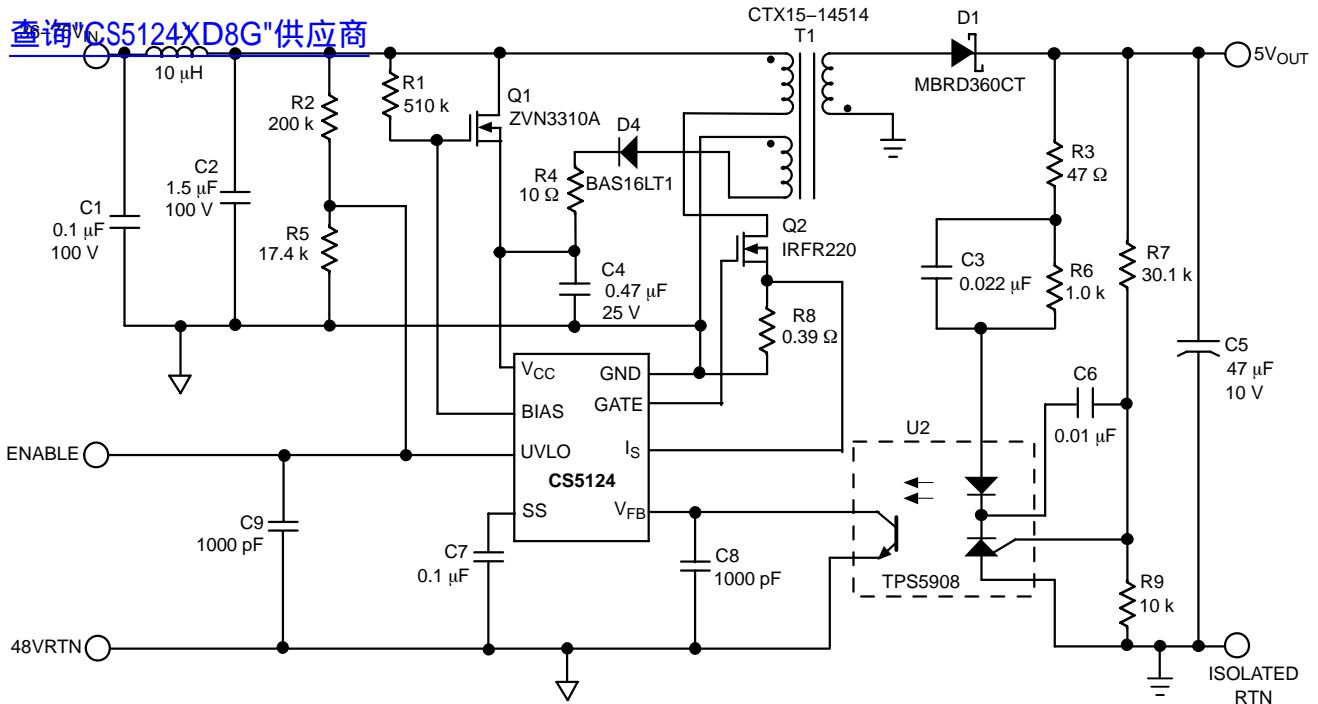 查询"CS5124XD8G"供应商
CTX15–14514
T1
D1
MBRD360CT
5VOUT
10 μH
R1
510 k
R2
200 k
Q1
ZVN3310A
D4
BAS16LT1
R4
10 Ω
R3
47 Ω
C2
1.5 μF
100 V
C1
0.1 μF
100 V
R5
17.4 k
Q2
IRFR220
C4
0.47 μF
25 V
C3
0.022 μF
R6
1.0 k
R7
30.1 k
R8
0.39 Ω
C5
47 μF
10 V
VCC
GND
BIAS
GATE
C6
0.01 μF
U2
ENABLE
UVLO
IS
CS5124
SS
VFB
C9
1000 pF
C7
0.1 μF
C8
1000 pF
TPS5908
R9
10 k
48VRTN
ISOLATED
RTN